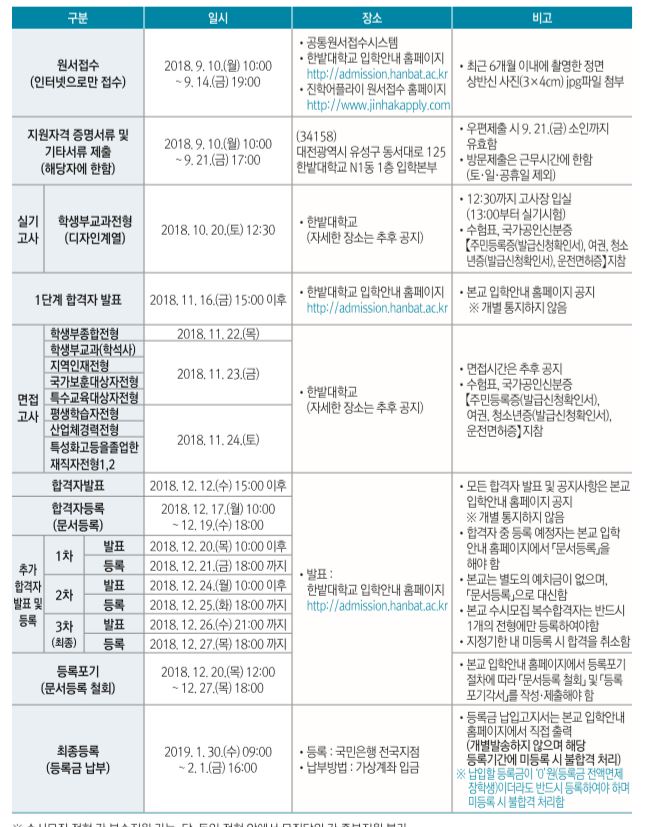 구분 일시 장소 비고
원서접수
(인터넷으로만 접수)
2018. 9. 10.(월) 10:00
~ 9. 14.(금) 19:00
• 공통원서접수시스템
• 한밭대학교 입학안내 홈페이지
http://admission.hanbat.ac.kr
• 진학어플라이 원서접수 홈페이지
http://www.jinhakapply.com
• 최근 6개월 이내에 촬영한 정면
상반신 사진(3×4cm) jpg파일 첨부
지원자격 증명서류 및
기타서류 제출
(해당자에 한함)
2018. 9. 10.(월) 10:00
~ 9. 21.(금) 17:00
(34158)
대전광역시 유성구 동서대로 125
한밭대학교 N1동 1층 입학본부
• 우편제출 시 9. 21.(금) 소인까지
유효함
• 방문제출은 근무시간에 한함
(토·일·공휴일 제외)
실기
고사
학생부교과전형
(디자인계열)
2018. 10. 20.(토) 12:30
• 한밭대학교
(자세한 장소는 추후 공지)
• 12:30까지 고사장 입실
(13:00부터 실기시험)
• 수험표, 국가공인신분증
【주민등록증(발급신청확인서), 여권, 청소
년증(발급신청확인서), 운전면허증】지참
1단계 합격자 발표
2018. 11. 16.(금) 15:00 이후
• 한밭대학교 입학안내 홈페이지
http://admission.hanbat.ac.kr
• 본교 입학안내 홈페이지 공지
※ 개별 통지하지 않음
면접
고사
학생부종합전형
2018. 11. 22.(목)
학생부교과(학석사)
지역인재전형
국가보훈대상자전형
특수교육대상자전형
2018. 11. 23.(금)
평생학습자전형
산업체경력전형
특성화고등을졸업한
재직자전형1,2
2018. 11. 24.(토)
• 한밭대학교
(자세한 장소는 추후 공지)
• 면접시간은 추후 공지
• 수험표, 국가공인신분증
【주민등록증(발급신청확인서),
여권, 청소년증(발급신청확인서),
운전면허증】지참
합격자발표
2018. 12. 12.(수) 15:00 이후
합격자등록
(문서등록)
2018. 12. 17.(월) 10:00
~ 12. 19.(수) 18:00
추가
합격자
발표 및
등록
1차
발표 2018. 12. 20.(목) 10:00 이후
등록 2018. 12. 21.(금) 18:00 까지
2차
발표 2018. 12. 24.(월) 10:00 이후
등록 2018. 12. 25.(화) 18:00 까지
3차
(최종)
발표 2018. 12. 26.(수) 21:00 까지
등록 2018. 12. 27.(목) 18:00 까지
• 발표 :
한밭대학교 입학안내 홈페이지
http://admission.hanbat.ac.kr
• 모든 합격자 발표 및 공지사항은 본교
입학안내 홈페이지 공지
※ 개별 통지하지 않음
• 합격자 중 등록 예정자는 본교 입학
안내 홈페이지에서 「문서등록」을
해야 함
• 본교는 별도의 예치금이 없으며,
「문서등록」으로 대신함
• 본교 수시모집 복수합격자는 반드시
1개의 전형에만 등록하여야함
• 지정기한 내 미등록 시 합격을 취소함
등록포기
(문서등록 철회)
2018. 12. 20.(목) 12:00
~ 12. 27.(목) 18:00
• 본교 입학안내 홈페이지에서 등록포기
절차에 따라 「문서등록 철회」 및 「등록
포기각서」를 작성·제출해야 함
최종등록
(등록금 납부)
2019. 1. 30.(수) 09:00
~ 2. 1.(금) 16:00
• 등록 : 국민은행 전국지점
• 납부방법 : 가상계좌 입금
• 등록금 납입고지서는 본교 입학안내
홈페이지에서 직접 출력
(개별발송하지 않으며 해당
등록기간에 미등록 시 불합격 처리)
※ 납입할 등록금이 '0'원(등록금 전액면제
장학생)이더라도 반드시 등록하여야 하며
미등록 시 불합격 처리함